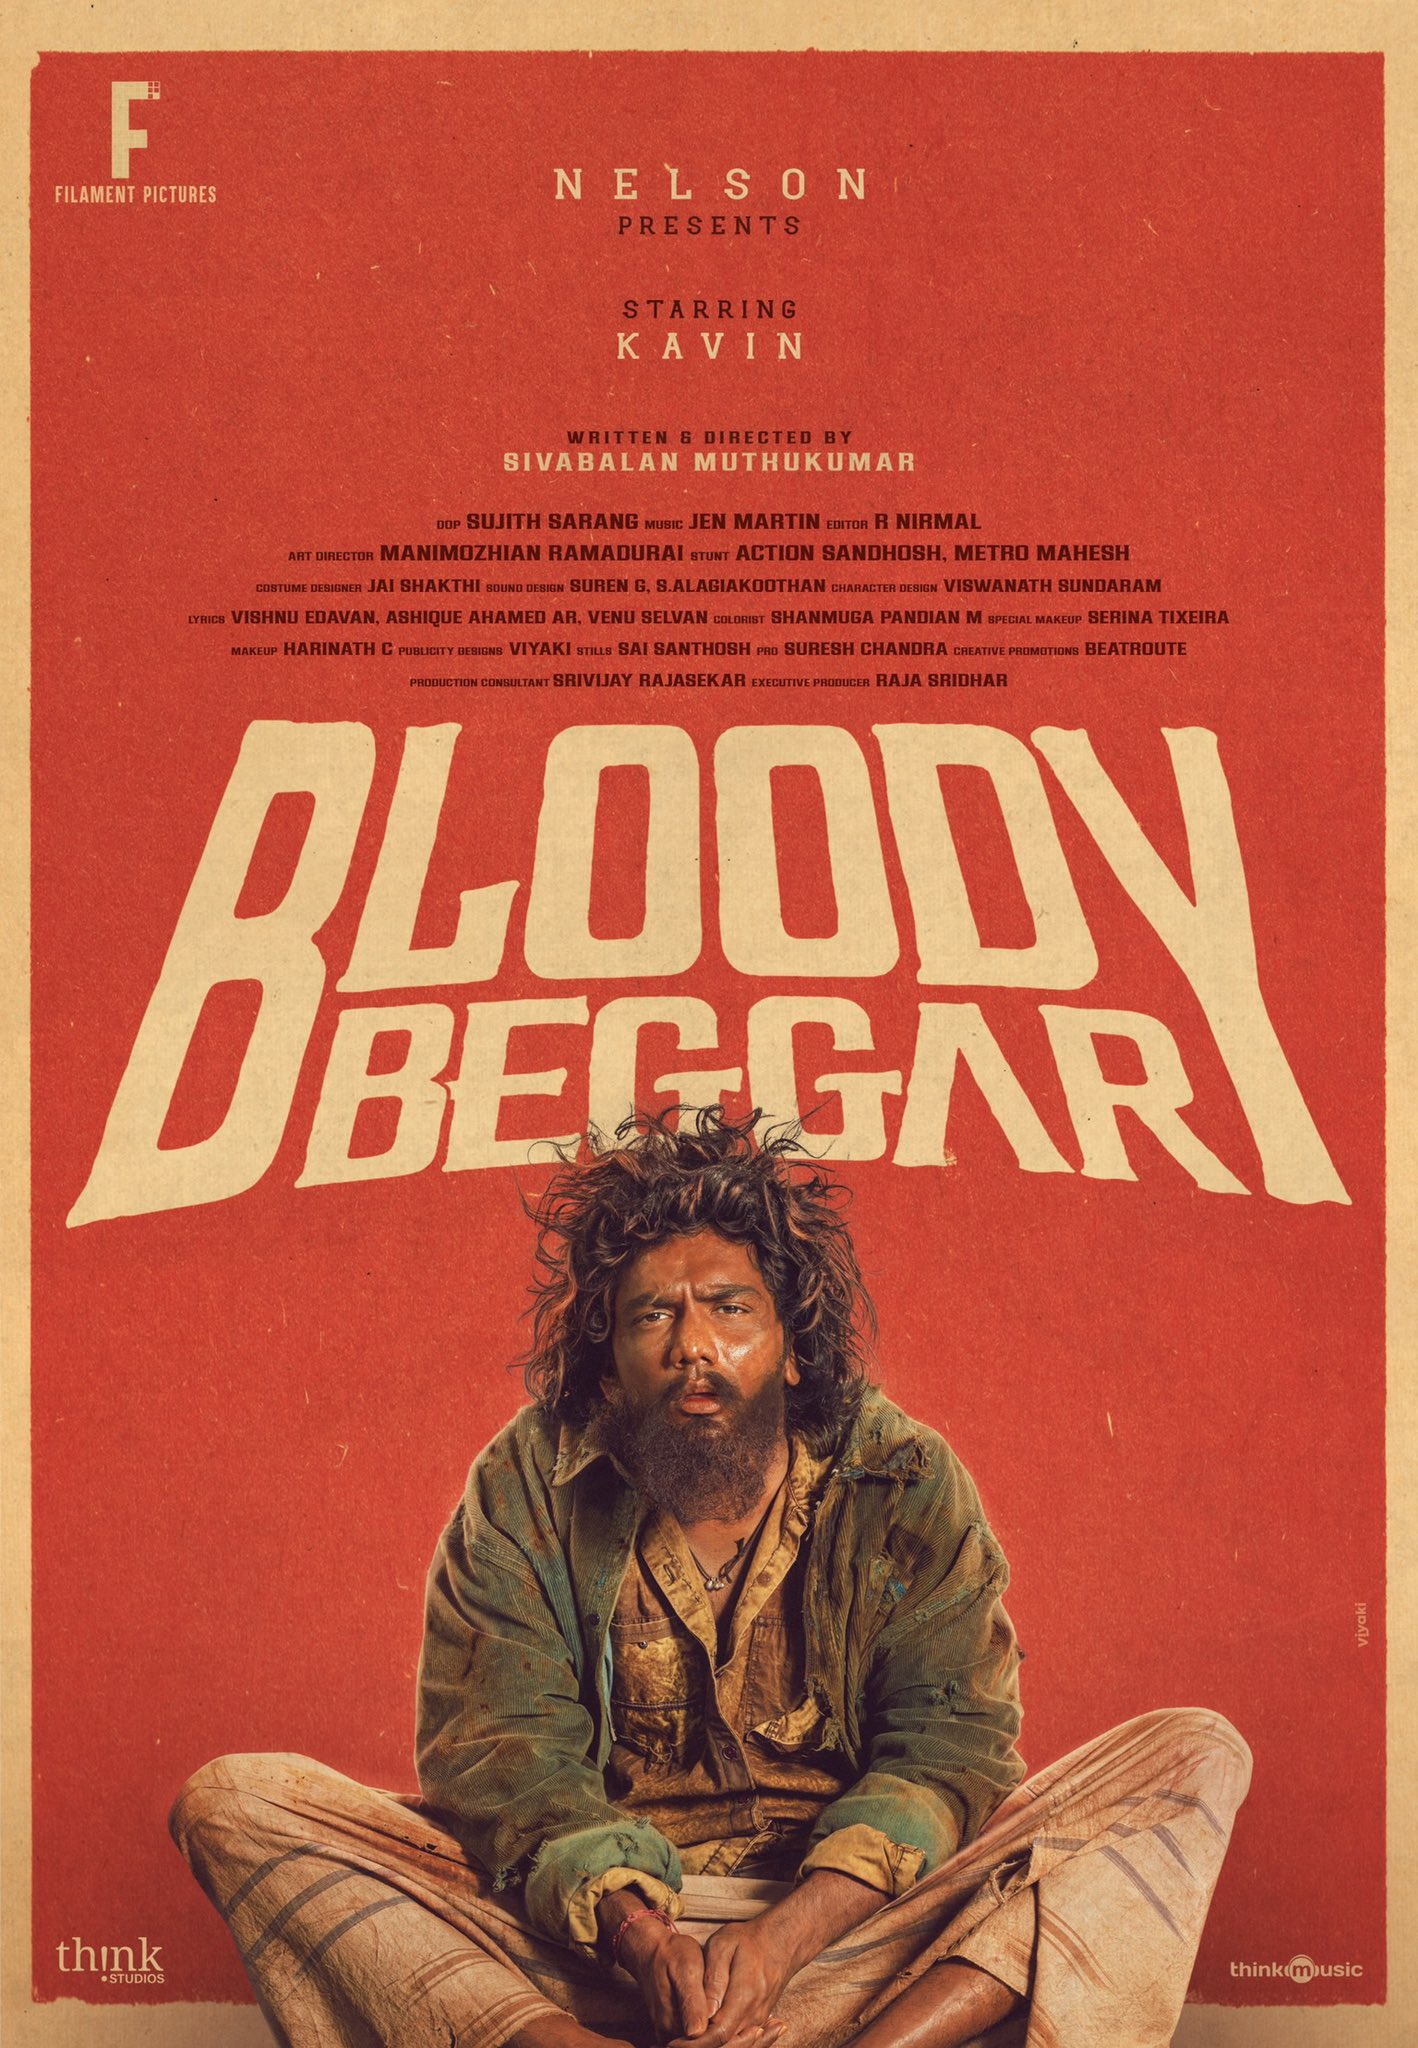 F
FILAMENT PICTURES
NELSON
PRESENTS
STARRING
KAVIN
WRITTEN & DIRECTED BY
SIVABALAN MUTHUKUMAR
DOP SUJITH SARANG MUSIC JEN MARTIN EDITOR R NIRMAL
ART DIRECTOR MANIMOZHIAN RAMADURAI STUNT ACTION SANDHOSH, METRO MAHESH
COSTUME DESIGNER JAI SHAKTHI SOUND DESIGN SUREN G, S.ALAGIAKOOTHAN CHARACTER DESIGN VISWANATH SUNDARAM
LYRICS VISHNU EDAVAN, ASHIQUE AHAMED AR, VENU SELVAN COLORIST SHANMUGA PANDIAN M SPECIAL MAKEUP SERINA TIXEIRA
MAKEUP HARINATH C PUBLICITY DESIGNS VIYAKI STILLS SAI SANTHOSH PRO SURESH CHANDRA CREATIVE PROMOTIONS BEATROUTE
PRODUCTION CONSULTANT SRIVIJAY RAJASEKAR EXECUTIVE PRODUCER RAJA SRIDHAR
BLOODY
BEGGAR
viyaki
th!nk
STUDIOS
think music